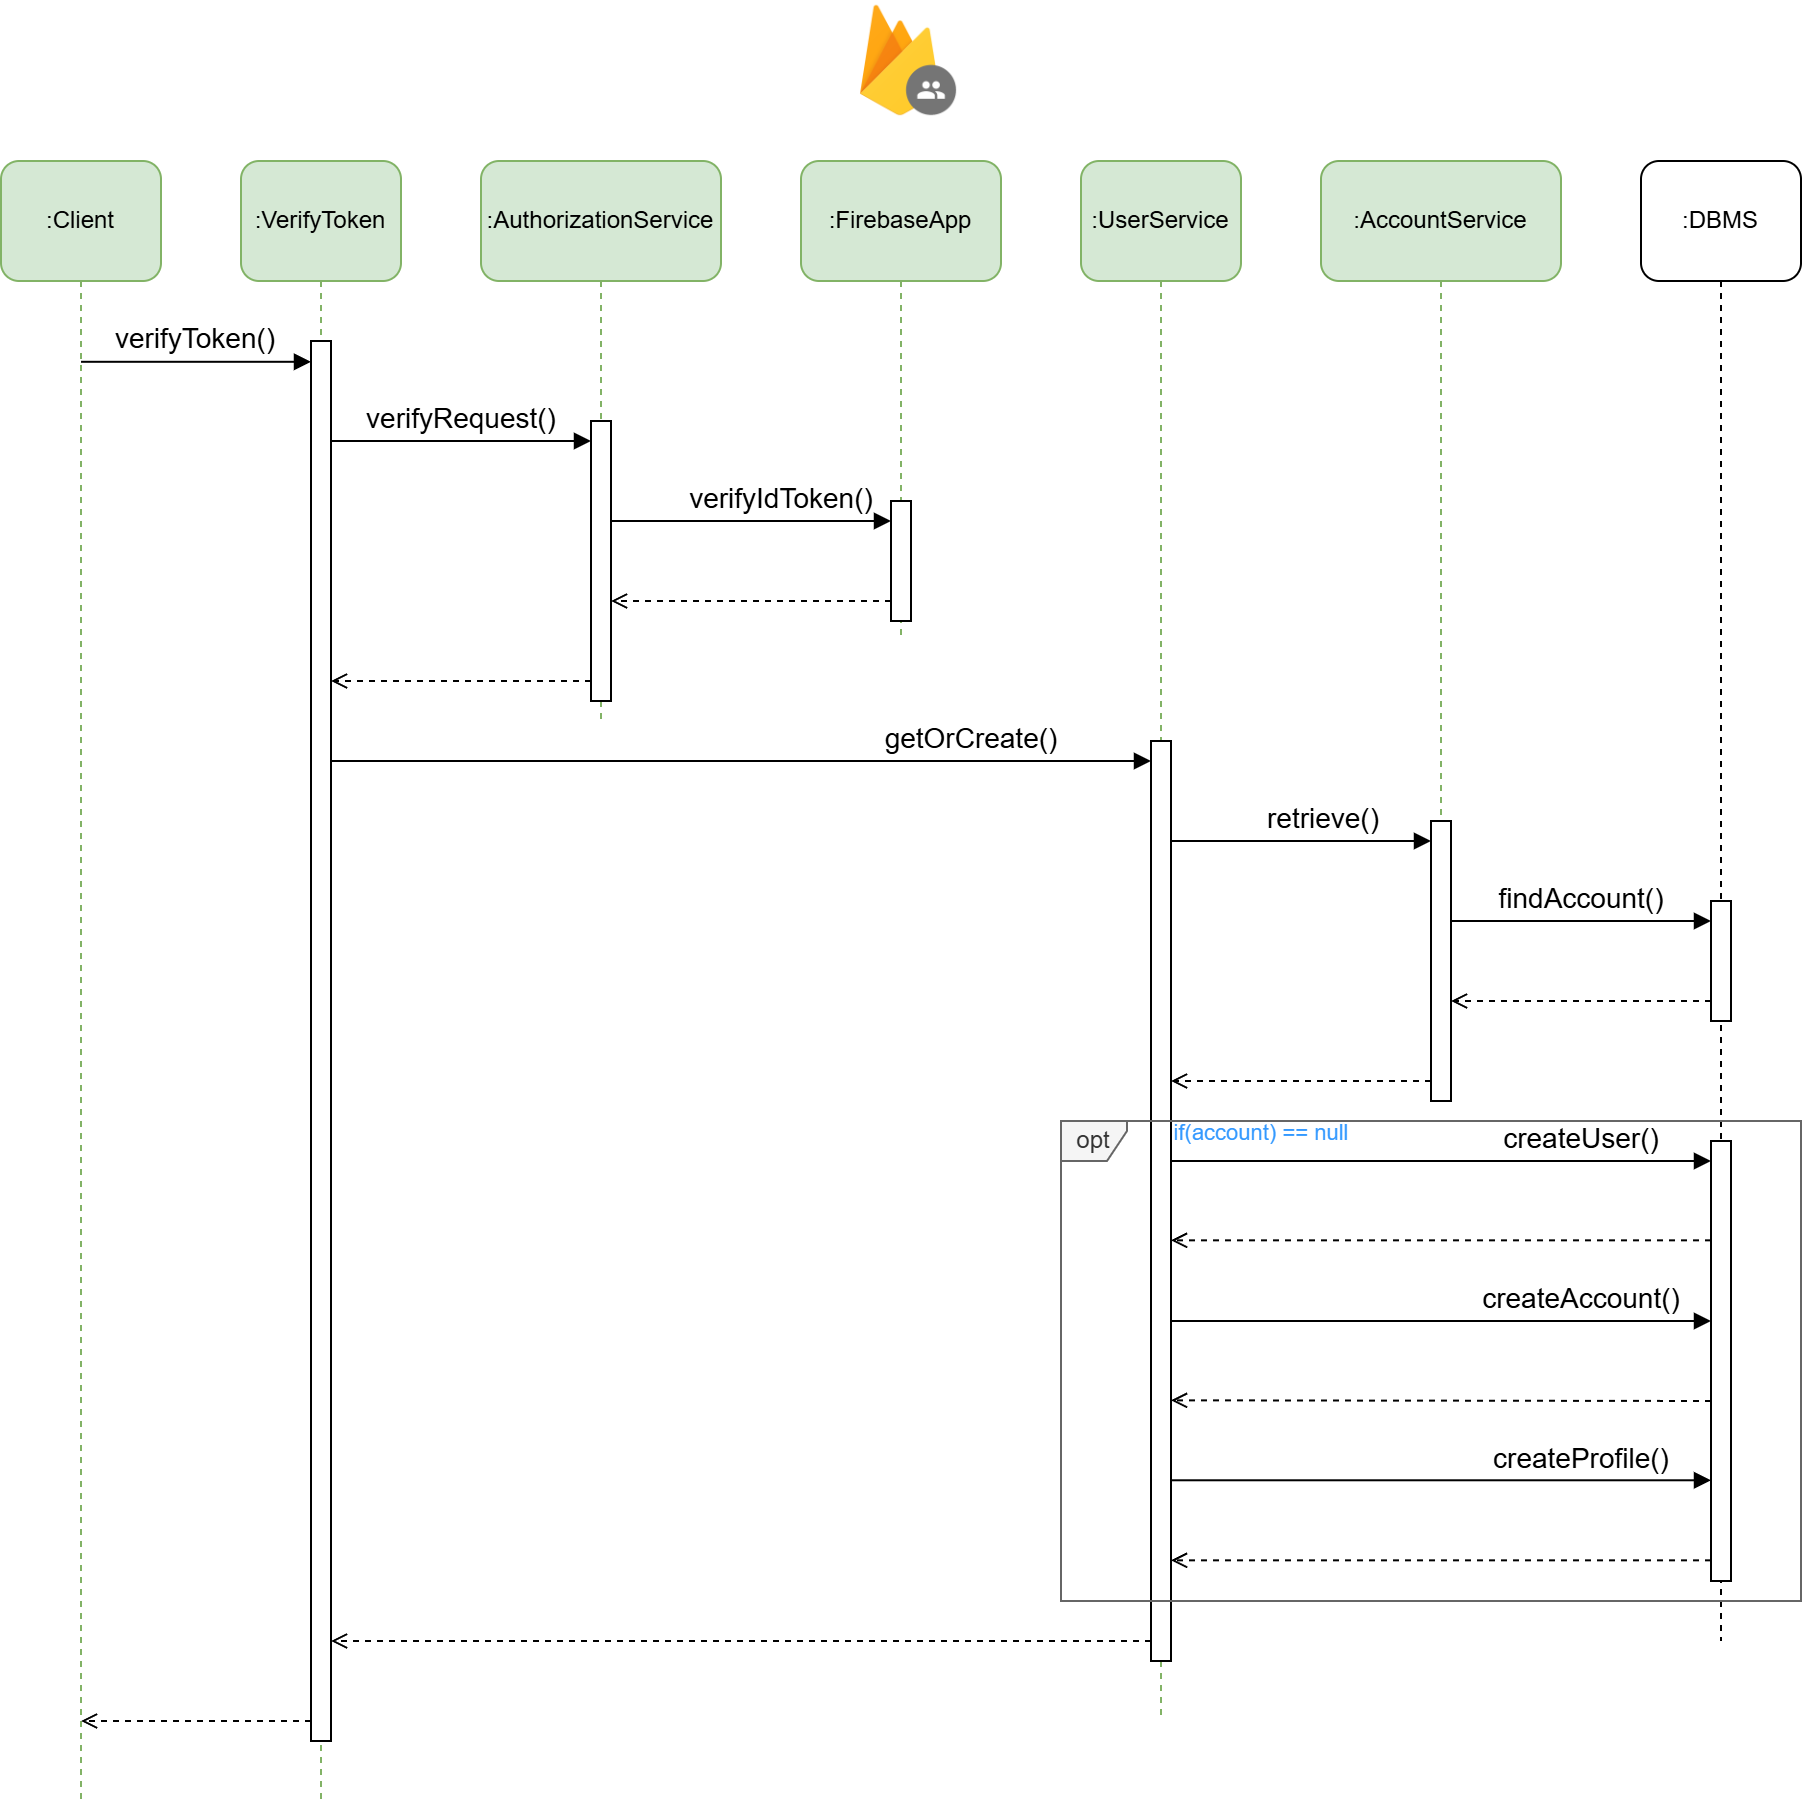 :Client
:VerifyToken
:AuthorizationService
:FirebaseApp
:UserService
:AccountService
:DBMS
verifyToken()
verifyRequest()
verifyIdToken()
getOrCreate()
retrieve()
findAccount()
opt
if(account) == null
createUser()
createAccount()
createProfile()